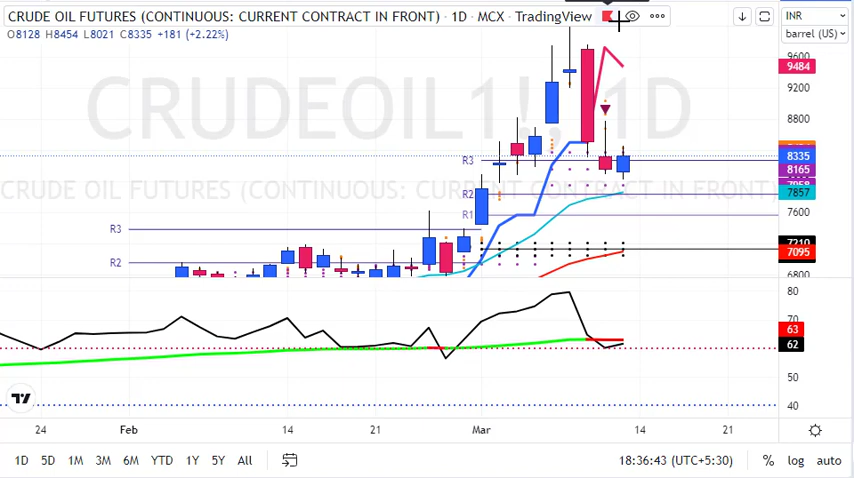 CRUDE OIL FUTURES (CONTINUOUS: CURRENT CONTRACT IN FRONT) · 1D · MCX · TradingView
INR
O8128 H8454 L8021 C8335 +181 (+2.22%)
barrel (US)
9600
9484
9200
CRUDEOIL1!, 1D
8800
8335
R3
8165
CRUDE OIL FUTURES (CONTINUOUS: CURRENT CONTRACT IN FRONT)
R2
7857
R1
7600
R3
7210
7095
R2
6800
80
70
63
62
50
40
24
Feb
14
21
Mar
14
21
1D 5D 1M 3M 6M YTD 1Y 5Y All
18:36:43 (UTC+5:30)
% log auto